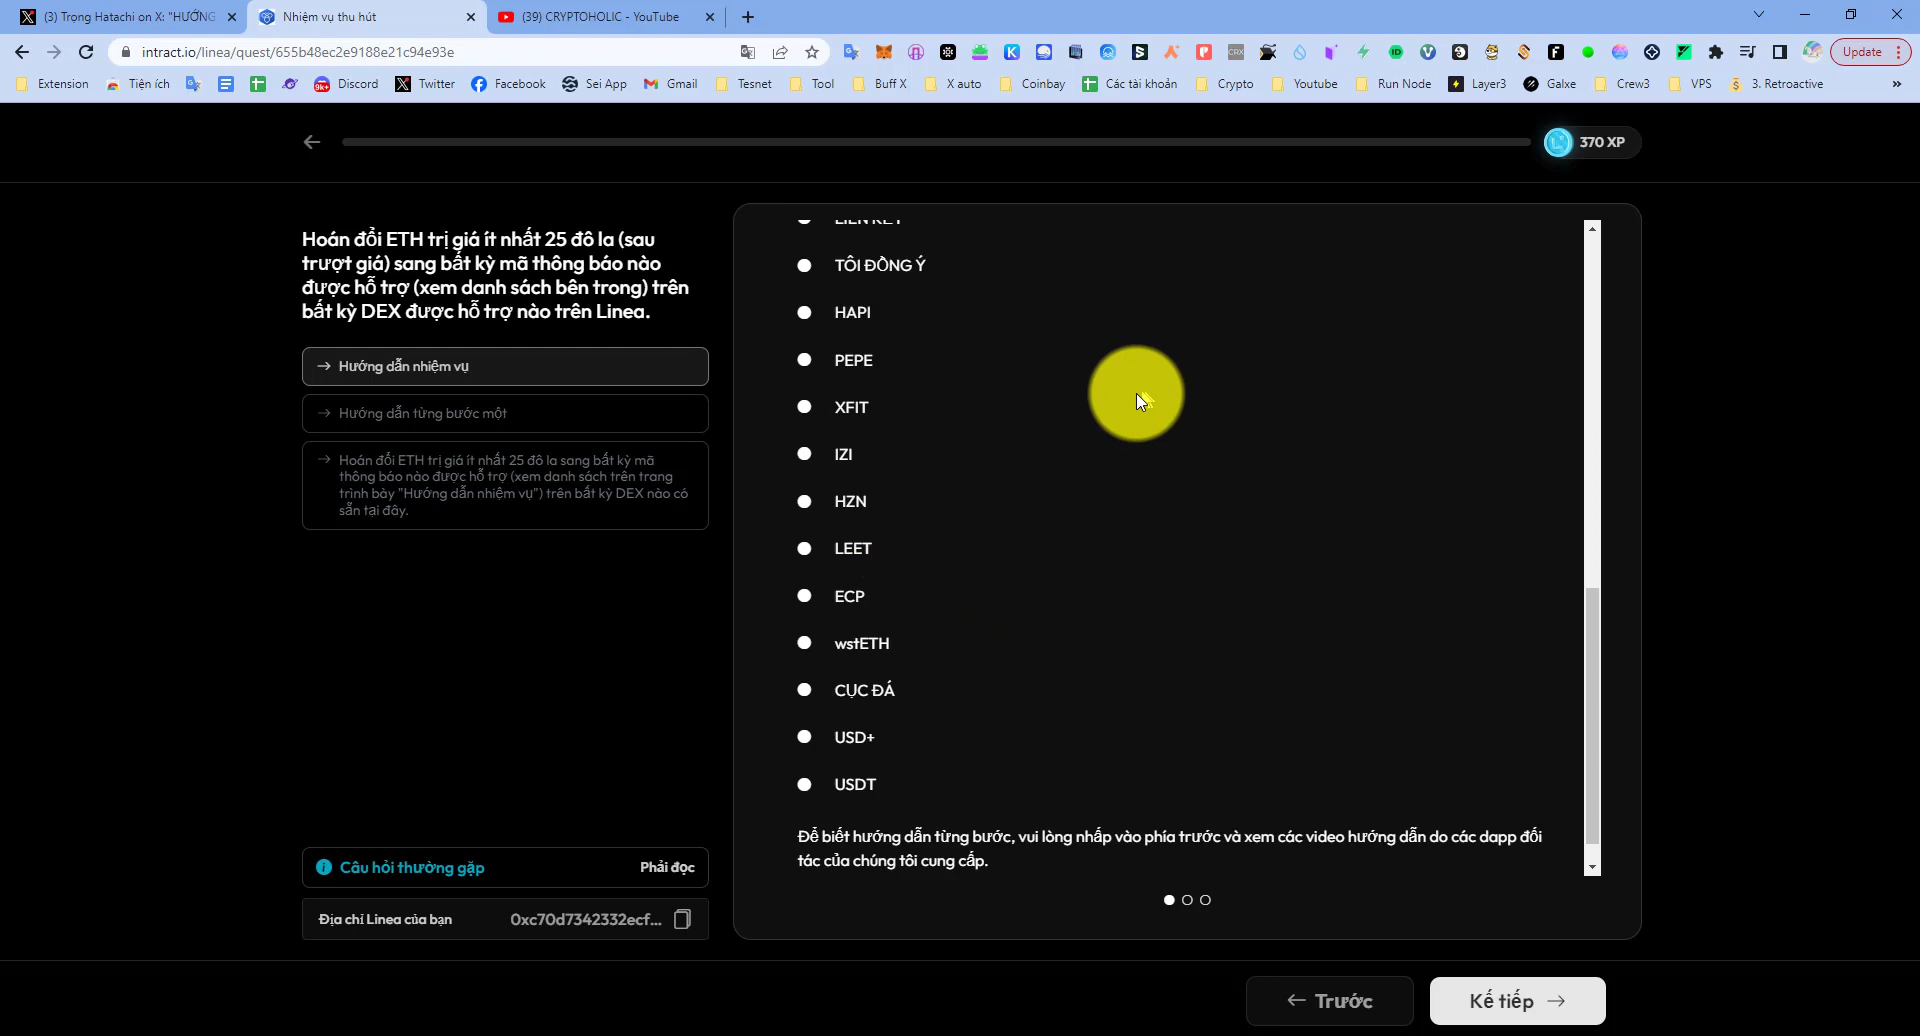 (3) Trọng Hatachi on X: "HƯỚNG
Nhiệm vụ thu hút
(39) CRYPTOHOLIC - YouTube
intract.io/linea/quest/655b48ec2e9188e21c94e93e
Update
Extension
Tiện ích
9k+
Discord
Twitter
Facebook
Sei App
Gmail
Tesnet
Tool
Buff X
X auto
Coinbay
Các tài khoản
Crypto
Youtube
Run Node
Layer3
Galxe
Crew3
VPS
3. Retroactive
370 XP
Hoán đổi ETH trị giá ít nhất 25 đô la (sau
trượt giá) sang bất kỳ mã thông báo nào
được hỗ trợ (xem danh sách bên trong) trên
bất kỳ DEX được hỗ trợ nào trên Linea.
Hướng dẫn nhiệm vụ
Hướng dẫn từng bước một
Hoán đổi ETH trị giá ít nhất 25 đô la sang bất kỳ mã
thông báo nào được hỗ trợ (xem danh sách trên trang
trình bày "Hướng dẫn nhiệm vụ") trên bất kỳ DEX nào có
sẵn tại đây.
Câu hỏi thường gặp
Phải đọc
Địa chỉ Linea của bạn
0xc70d7342332ecf...
LIÊN KẾT
TÔI ĐỒNG Ý
HAPI
PEPE
XFIT
IZI
HZN
LEET
ECP
wstETH
CỤC ĐÁ
USD+
USDT
Để biết hướng dẫn từng bước, vui lòng nhấp vào phía trước và xem các video hướng dẫn do các dapp đối
tác của chúng tôi cung cấp.
← Trước
Kế tiếp →